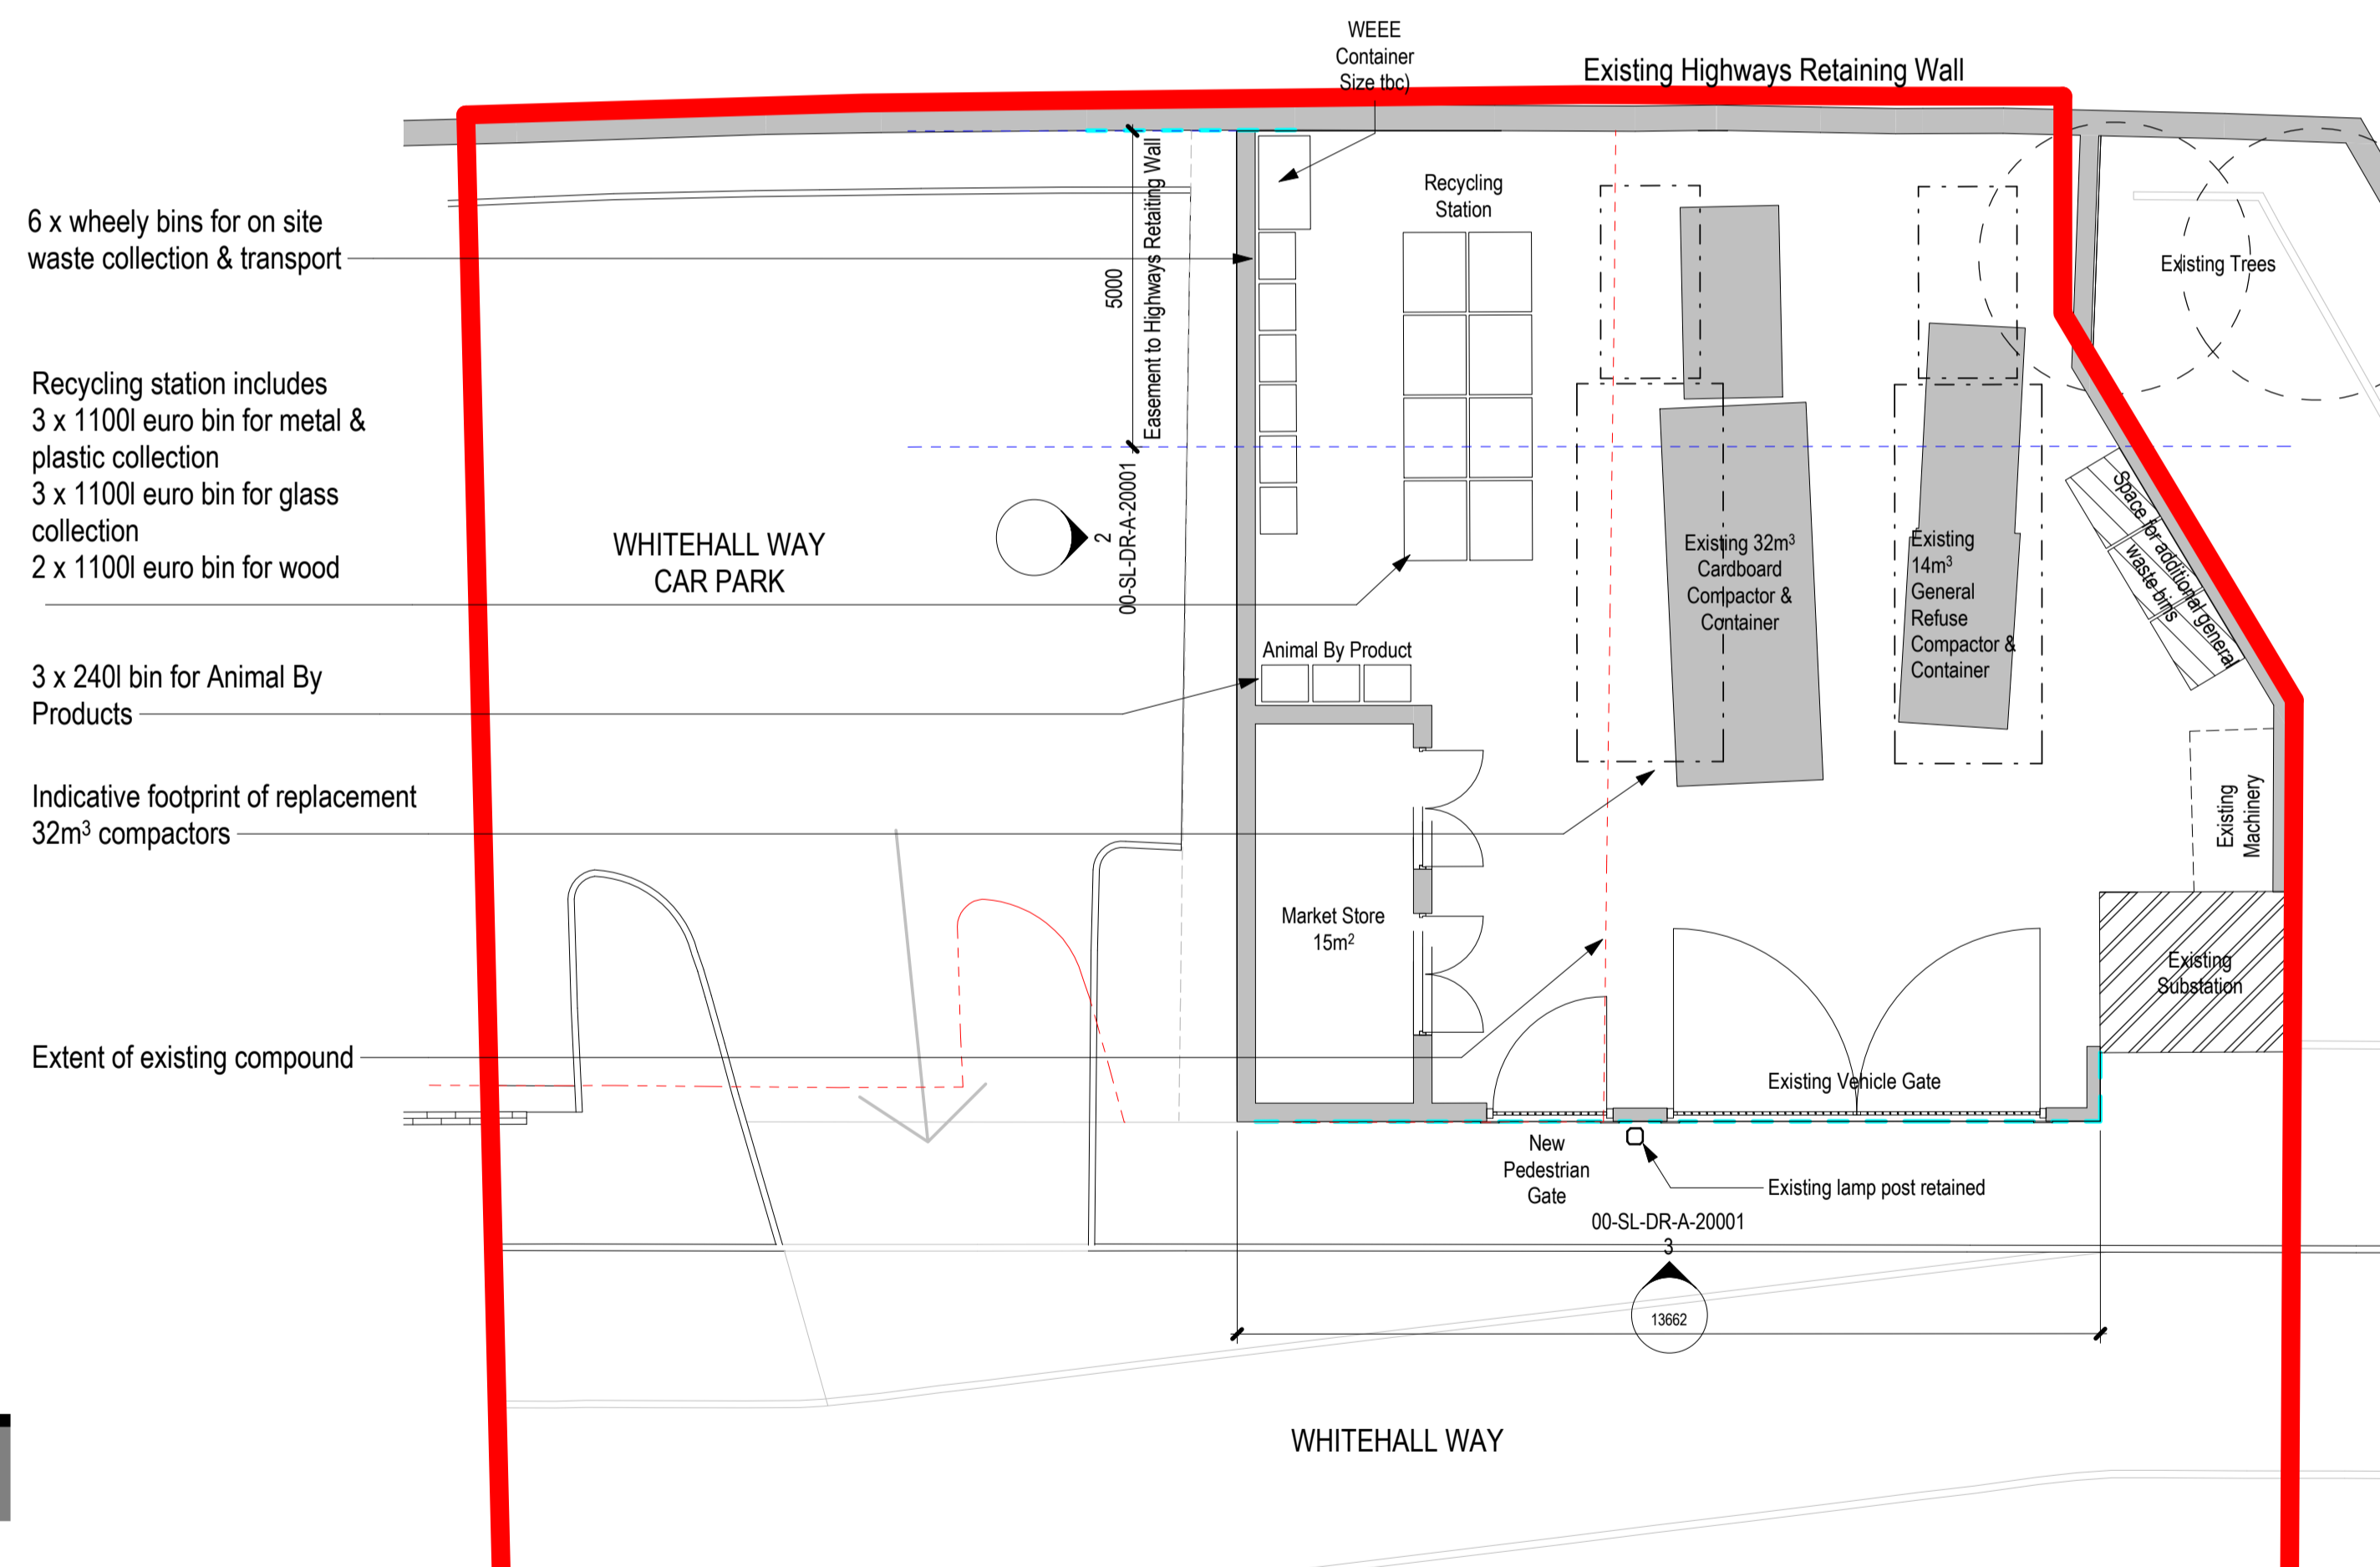 WEEE
Container
Size tbc)
Existing Highways Retaining Wall
6 x wheely bins for on site
waste collection & transport
Easement to Highways Retaiting Wall
5000
Recycling
Station
Existing Trees
Recycling station includes
3 x 1100l euro bin for metal &
plastic collection
3 x 1100l euro bin for glass
collection
2 x 1100l euro bin for wood
WHITEHALL WAY
CAR PARK
2
00-SL-DR-A-20001
Existing 32m³
Cardboard
Compactor &
Container
Existing
14m³
General
Refuse
Compactor &
Container
Space for additional general
waste bins
Animal By Product
3 x 240l bin for Animal By
Products
Indicative footprint of replacement
32m³ compactors
Existing
Machinery
Market Store
15m²
Existing
Substation
Extent of existing compound
Existing Vehicle Gate
New
Pedestrian
Gate
Existing lamp post retained
00-SL-DR-A-20001
3
13662
WHITEHALL WAY